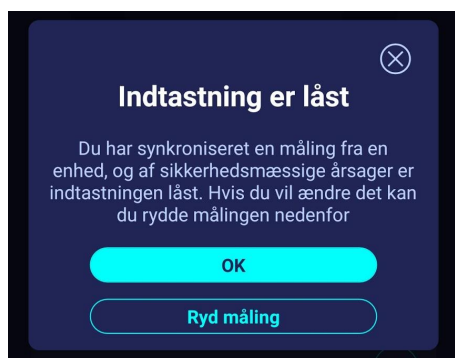 Indtastning er låst
Du har synkroniseret en måling fra en
enhed, og af sikkerhedsmæssige årsager er
indtastningen låst. Hvis du vil ændre det kan
du rydde målingen nedenfor
OK
Ryd måling